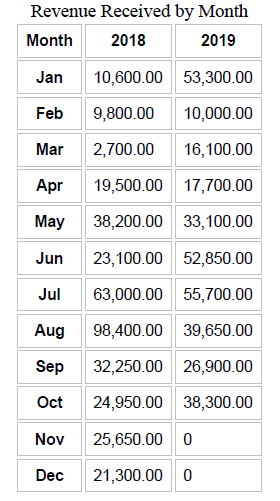 Revenue Received by Month
Month 2018 2019
Jan 10,600.00 53,300.00
Feb 9,800.00 10,000.00
Mar 2,700.00 16,100.00
Apr 19,500.00 17,700.00
May 38,200.00 33,100.00
Jun 23,100.00 52,850.00
Jul 63,000.00 55,700.00
Aug 98,400.00 39,650.00
Sep 32,250.00 26,900.00
Oct 24,950.00 38,300.00
Nov 25,650.00 0
Dec 21,300.00 0